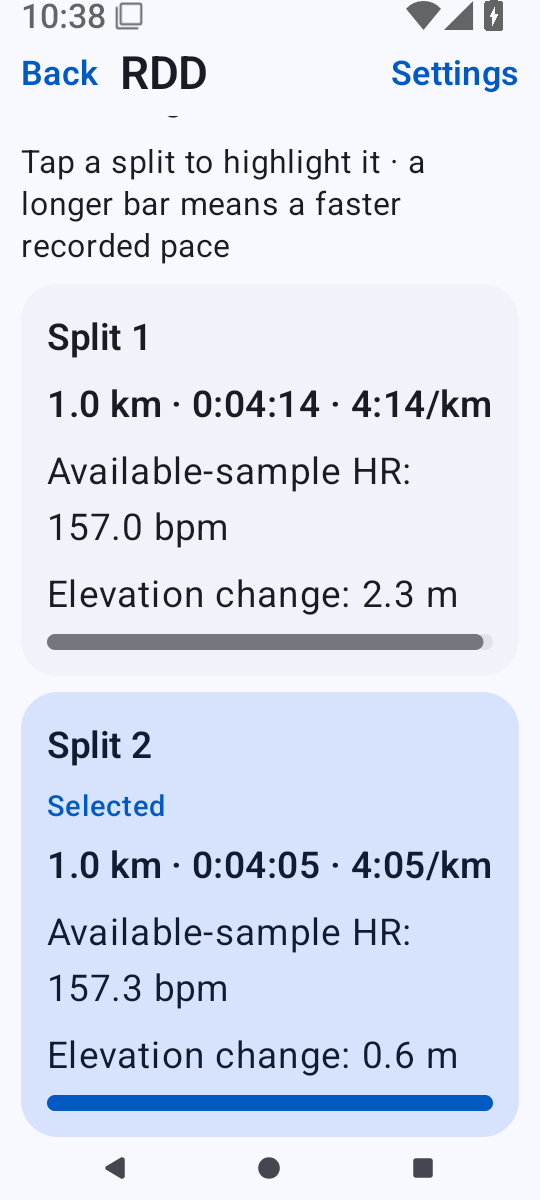 10:38
Back RDD Settings
Tap a split to highlight it · a
longer bar means a faster
recorded pace
Split 1
1.0 km · 0:04:14 · 4:14/km
Available-sample HR:
157.0 bpm
Elevation change: 2.3 m
Split 2
Selected
1.0 km · 0:04:05 · 4:05/km
Available-sample HR:
157.3 bpm
Elevation change: 0.6 m